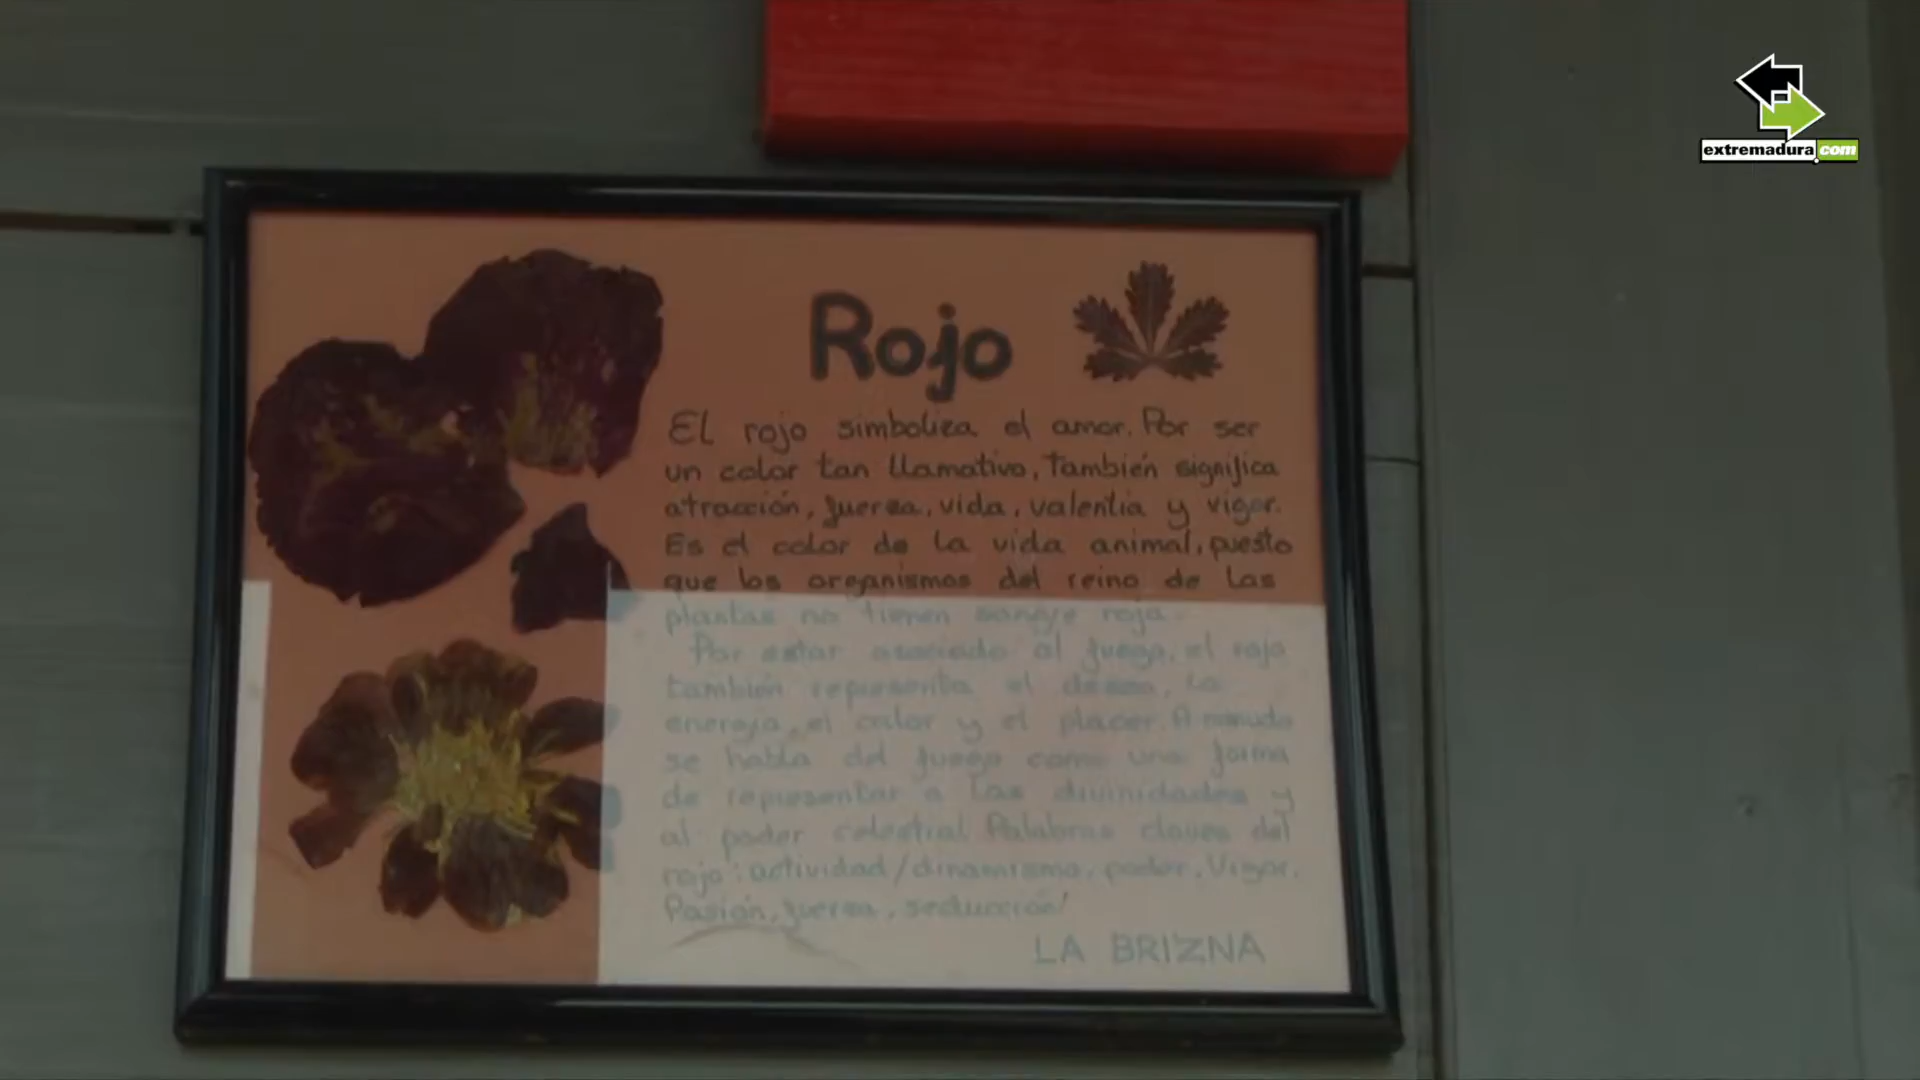 extremadura.com
Rojo
El rojo simboliza el amor. Por ser
un color tan llamativo, también significa
atracción, fuerza, vida, valentia y vigor.
Es el color de la vida animal, puesto
que los organismos del reino de las
plantas no tienen sangre roja.
Por estar asociado al fuego, el rojo
también representa el deseo, la
energia, el calor y el placer. A menudo
se habla del fuego como una forma
de representar a las divinidades y
al poder celestial. Palabras claves del
rojo: actividad/dinamismo, poder, Vigor,
Pasión, fuerza, seducción!
LA BRIZNA